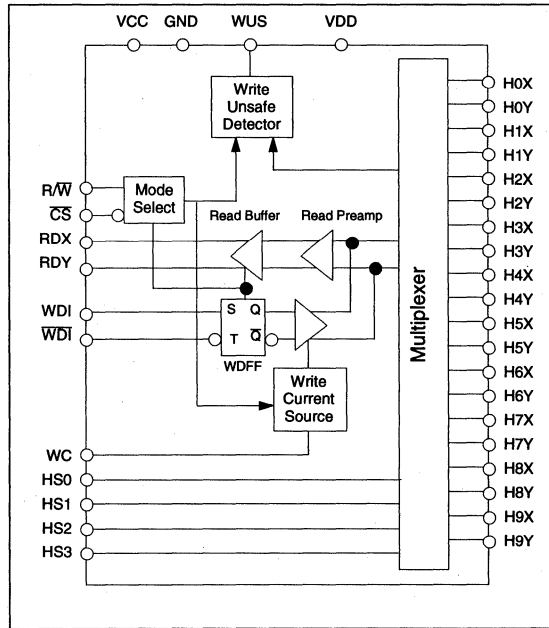 VCC GND WUS VDD
Write
Unsafe
Detector
R/W̅
C̅S̅
RDX
RDY
WDI
W̅D̅I̅
WC
HS0
HS1
HS2
HS3
Mode
Select
Read Buffer
Read Preamp
S Q
T Q̅
WDFF
Write
Current
Source
Multiplexer
H0X
H0Y
H1X
H1Y
H2X
H2Y
H3X
H3Y
H4X
H4Y
H5X
H5Y
H6X
H6Y
H7X
H7Y
H8X
H8Y
H9X
H9Y